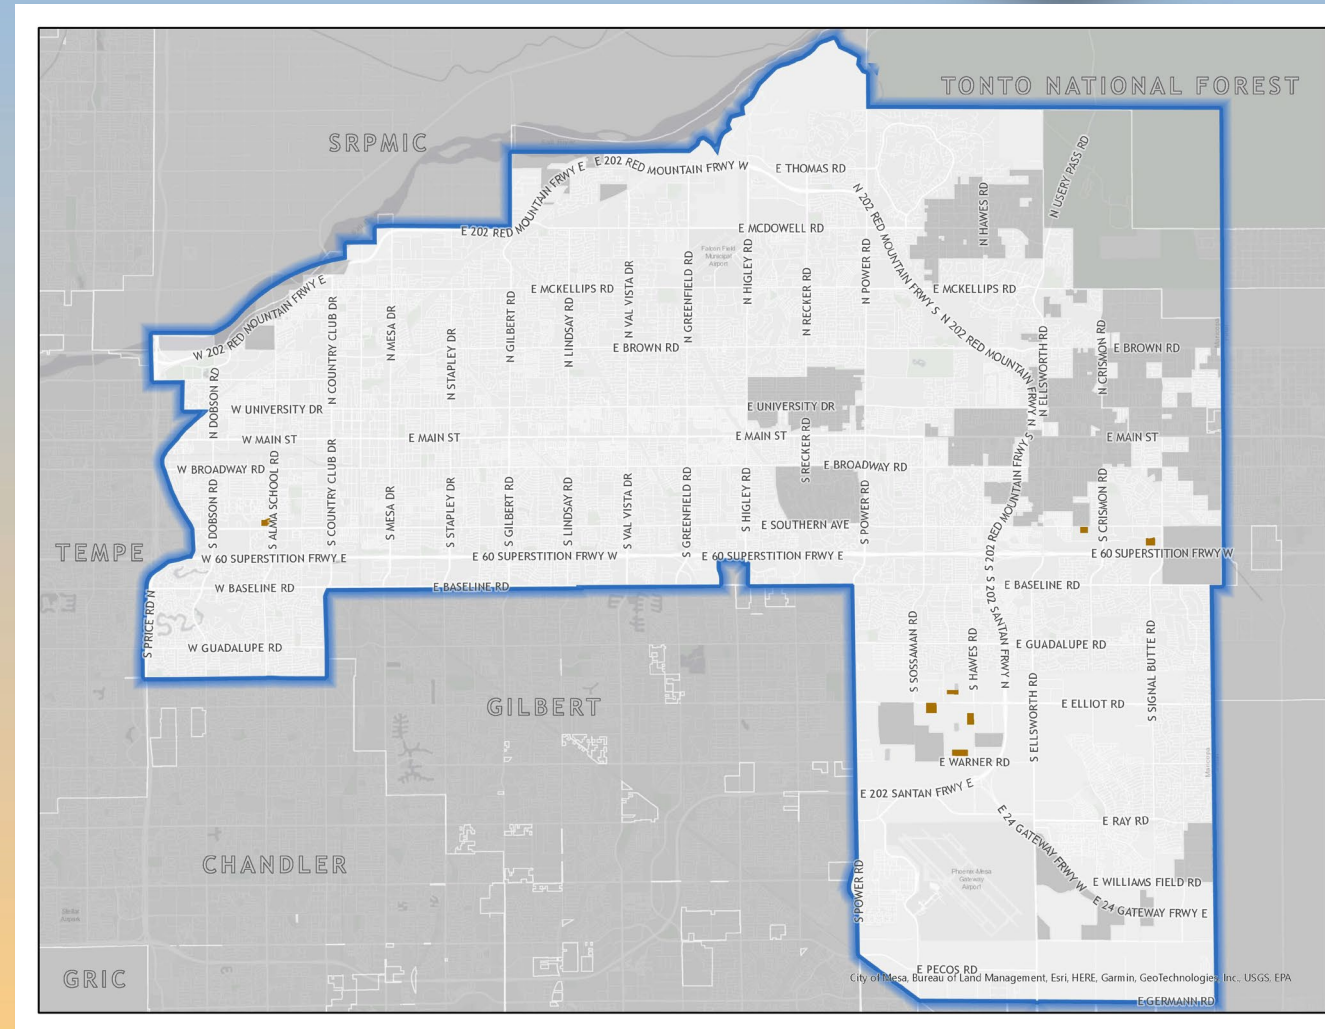 TONTO NATIONAL FOREST
SRPMIC
E 202 RED MOUNTAIN FRWY W
E THOMAS RD
E 202 RED MOUNTAIN FRWY E
N USERY PASS RD
N HAWES RD
N 202 RED MOUNTAIN FRWY S
E MCDOWELL RD
Falcon Field
Municipal
Airport
W 202 RED MOUNTAIN FRWY E
E MCKELLIPS RD
E MCKELLIPS RD
N COUNTRY CLUB DR
N MESA DR
N STAPLEY DR
N GILBERT RD
N LINDSAY RD
N VAL VISTA DR
N GREENFIELD RD
N HIGLEY RD
N RECKER RD
N POWER RD
N 202 RED MOUNTAIN FRWY N
N ELLSWORTH RD
N CRISMON RD
E BROWN RD
E BROWN RD
N DOBSON RD
W UNIVERSITY DR
E UNIVERSITY DR
W MAIN ST
E MAIN ST
E MAIN ST
E MAIN ST
W BROADWAY RD
E BROADWAY RD
S DOBSON RD
S ALMA SCHOOL RD
S COUNTRY CLUB DR
S MESA DR
S STAPLEY DR
S GILBERT RD
S LINDSAY RD
S VAL VISTA DR
S GREENFIELD RD
S HIGLEY RD
S RECKER RD
S POWER RD
S 202 RED MOUNTAIN FRWY S
S CRISMON RD
E SOUTHERN AVE
TEMPE
W 60 SUPERSTITION FRWY E
E 60 SUPERSTITION FRWY W
E 60 SUPERSTITION FRWY E
E 60 SUPERSTITION FRWY W
W BASELINE RD
E BASELINE RD
E BASELINE RD
S PRICE RD N
W GUADALUPE RD
S 202 SANTAN FRWY N
E GUADALUPE RD
S SOSSAMAN RD
S HAWES RD
S ELLSWORTH RD
S SIGNAL BUTTE RD
GILBERT
E ELLIOT RD
E WARNER RD
E 202 SANTAN FRWY E
E 24 GATEWAY FRWY W
E RAY RD
CHANDLER
Phoenix-Mesa
Gateway
Airport
S POWER RD
E WILLIAMS FIELD RD
E 24 GATEWAY FRWY E
GRIC
E PECOS RD
City of Mesa, Bureau of Land Management, Esri, HERE, Garmin, GeoTechnologies, Inc., USGS, EPA
E GERMANN RD